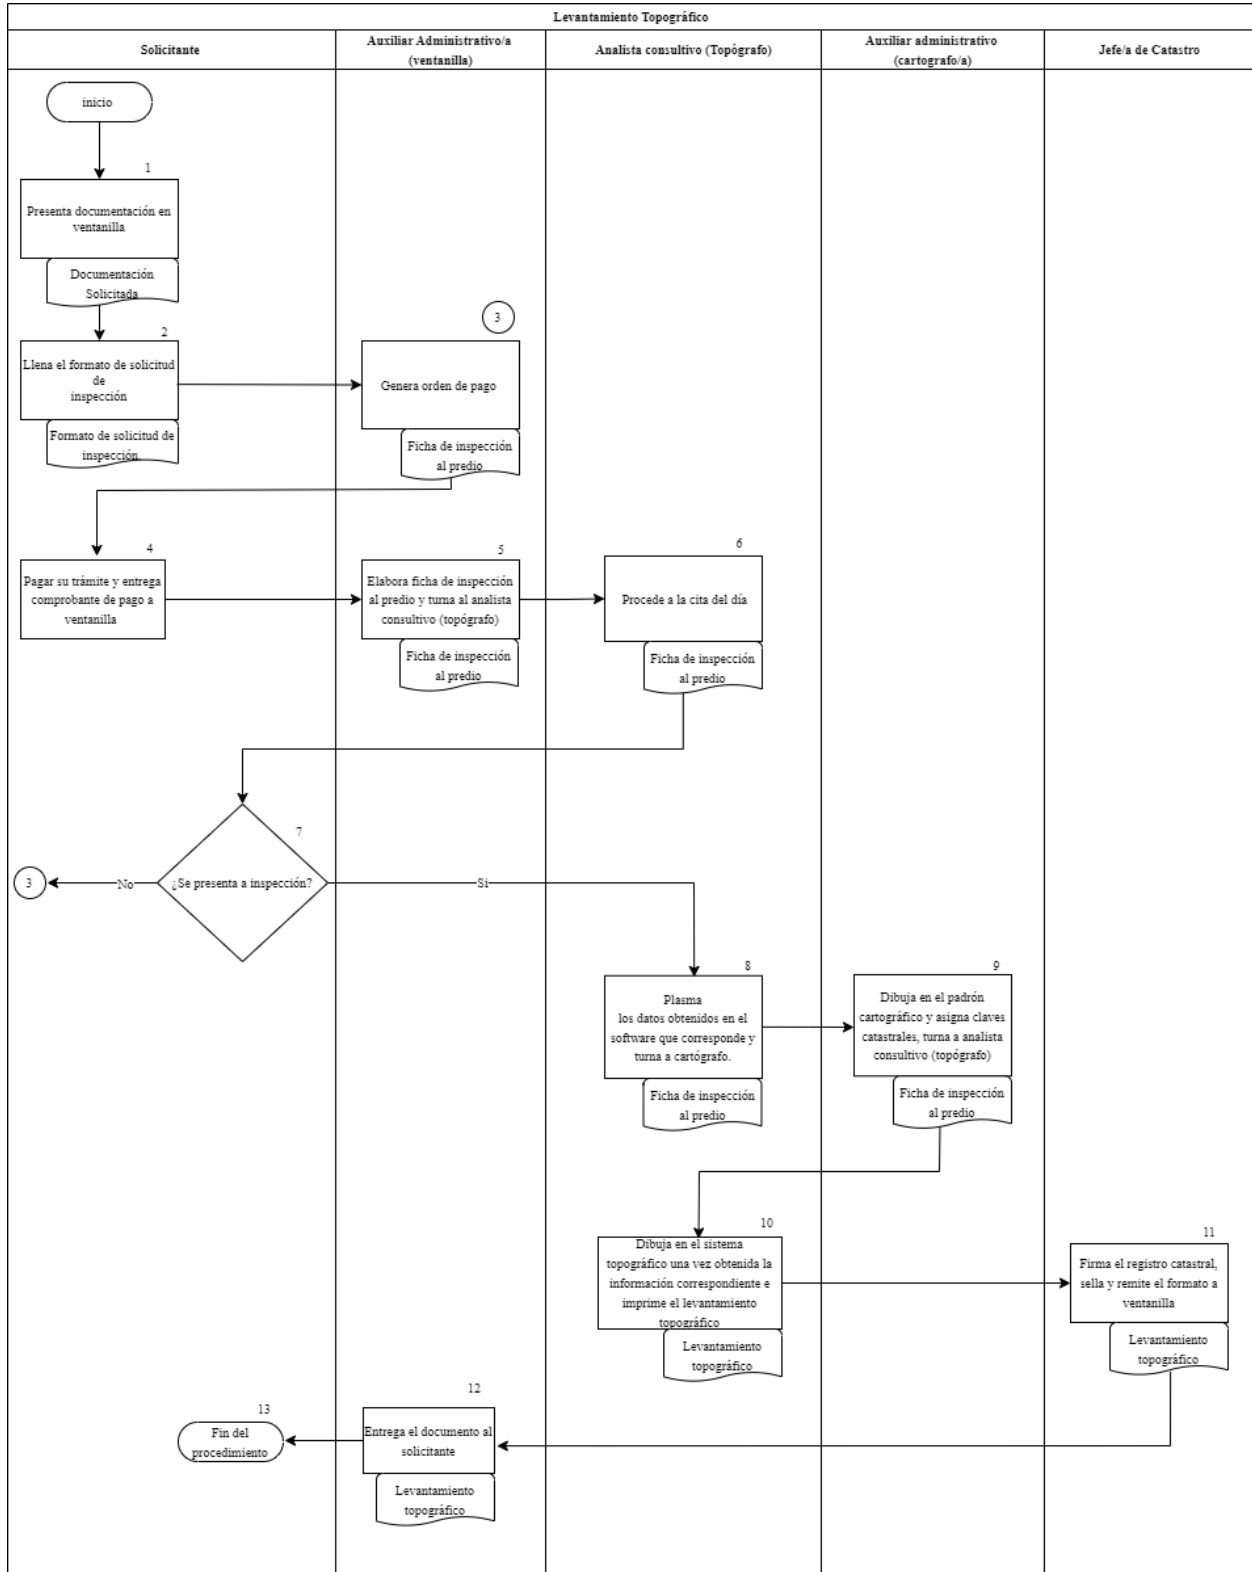 Levantamiento Topográfico
Solicitante
Auxiliar Administrativo/a
(ventanilla)
Analista consultivo (Topógrafo)
Auxiliar administrativo
(cartografo/a)
Jefe/a de Catastro
inicio
1
Presenta documentación en
ventanilla
Documentación
Solicitada
2
Llena el formato de solicitud
de
inspección
Formato de solicitud de
inspección
3
Genera orden de pago
Ficha de inspección
al predio
4
Pagar su trámite y entrega
comprobante de pago a
ventanilla
5
Elabora ficha de inspección
al predio y turna al analista
consultivo (topógrafo)
Ficha de inspección
al predio
6
Procede a la cita del día
Ficha de inspección
al predio
7
¿Se presenta a inspección?
No
3
Si
8
Plasma
los datos obtenidos en el
software que corresponde y
turna a cartógrafo.
Ficha de inspección
al predio
9
Dibuja en el padrón
cartográfico y asigna claves
catastrales, turna a analista
consultivo (topógrafo)
Ficha de inspección
al predio
10
Dibuja en el sistema
topográfico una vez obtenida la
información correspondiente e
imprime el levantamiento
topográfico
Levantamiento
topográfico
11
Firma el registro catastral,
sella y remite el formato a
ventanilla
Levantamiento
topográfico
12
Entrega el documento al
solicitante
Levantamiento
topográfico
13
Fin del
procedimiento